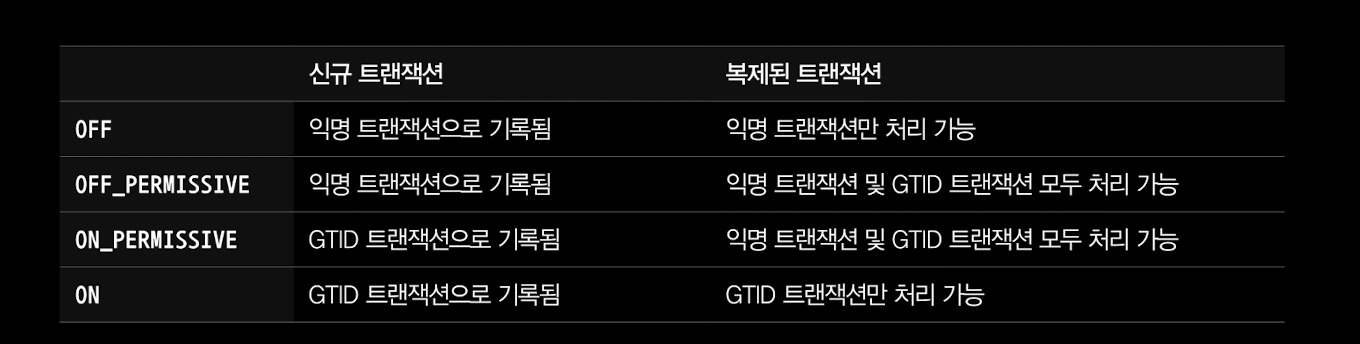 신규 트랜잭션 복제된 트랜잭션
OFF 익명 트랜잭션으로 기록됨 익명 트랜잭션만 처리 가능
OFF_PERMISSIVE 익명 트랜잭션으로 기록됨 익명 트랜잭션 및 GTID 트랜잭션 모두 처리 가능
ON_PERMISSIVE GTID 트랜잭션으로 기록됨 익명 트랜잭션 및 GTID 트랜잭션 모두 처리 가능
ON GTID 트랜잭션으로 기록됨 GTID 트랜잭션만 처리 가능